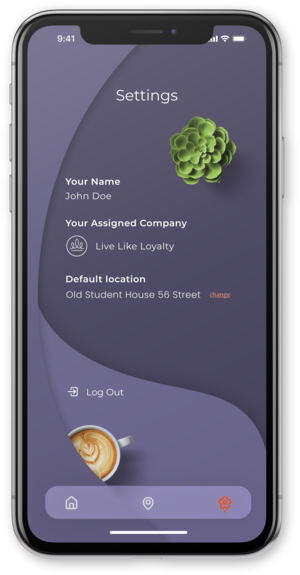 9:41
Settings
Your Name
John Doe
Your Assigned Company
Live Like Loyalty
Default location
Old Student House 56 Street change
Log Out